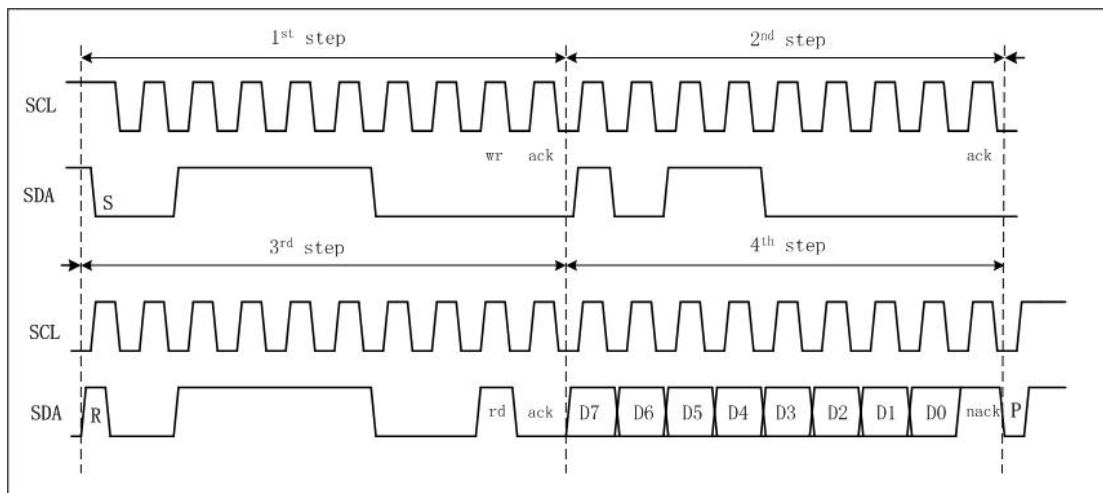 1st step 2nd step
SCL
wr ack ack
SDA S
3rd step 4th step
SCL
SDA R rd ack D7 D6 D5 D4 D3 D2 D1 D0 nack P